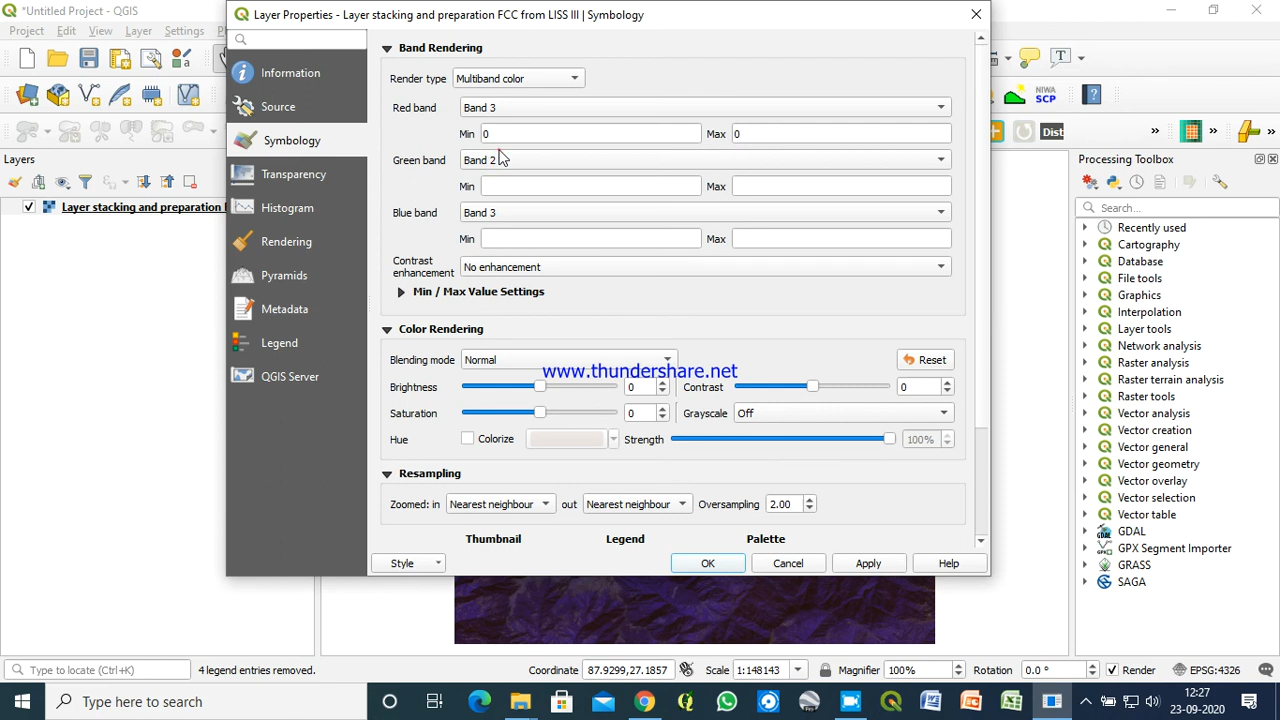 *Untitled Project - QGIS
Layer Properties - Layer stacking and preparation FCC from LISS III | Symbology
Project Edit View Layer Settings
Information
Source
Symbology
Transparency
Histogram
Rendering
Pyramids
Metadata
Legend
QGIS Server
Band Rendering
Render type Multiband color
Red band Band 3
Min 0 Max 0
Green band Band 2
Min Max
Blue band Band 3
Min Max
Contrast enhancement No enhancement
Min / Max Value Settings
Color Rendering
Blending mode Normal Reset
www.thundershare.net
Brightness 0 Contrast 0
Saturation 0 Grayscale Off
Hue Colorize Strength 100%
Resampling
Zoomed: in Nearest neighbour out Nearest neighbour Oversampling 2.00
Thumbnail Legend Palette
Style OK Cancel Apply Help
Layers
Layer stacking and preparation
T
NIWA
SCP
Dist
Processing Toolbox
Search...
Recently used
Cartography
Database
File tools
Graphics
Interpolation
Layer tools
Network analysis
Raster analysis
Raster terrain analysis
Raster tools
Vector analysis
Vector creation
Vector general
Vector geometry
Vector overlay
Vector selection
Vector table
GDAL
GPX Segment Importer
GRASS
SAGA
Type to locate (Ctrl+K) 4 legend entries removed. Coordinate 87.9299,27.1857 Scale 1:148143 Magnifier 100% Rotation 0.0 ° Render EPSG:4326
Type here to search
12:27
23-09-2020